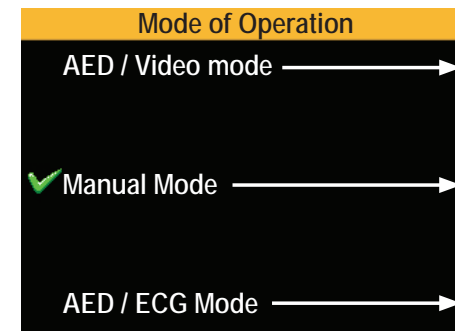 Mode of Operation
AED / Video mode
Manual Mode
AED / ECG Mode